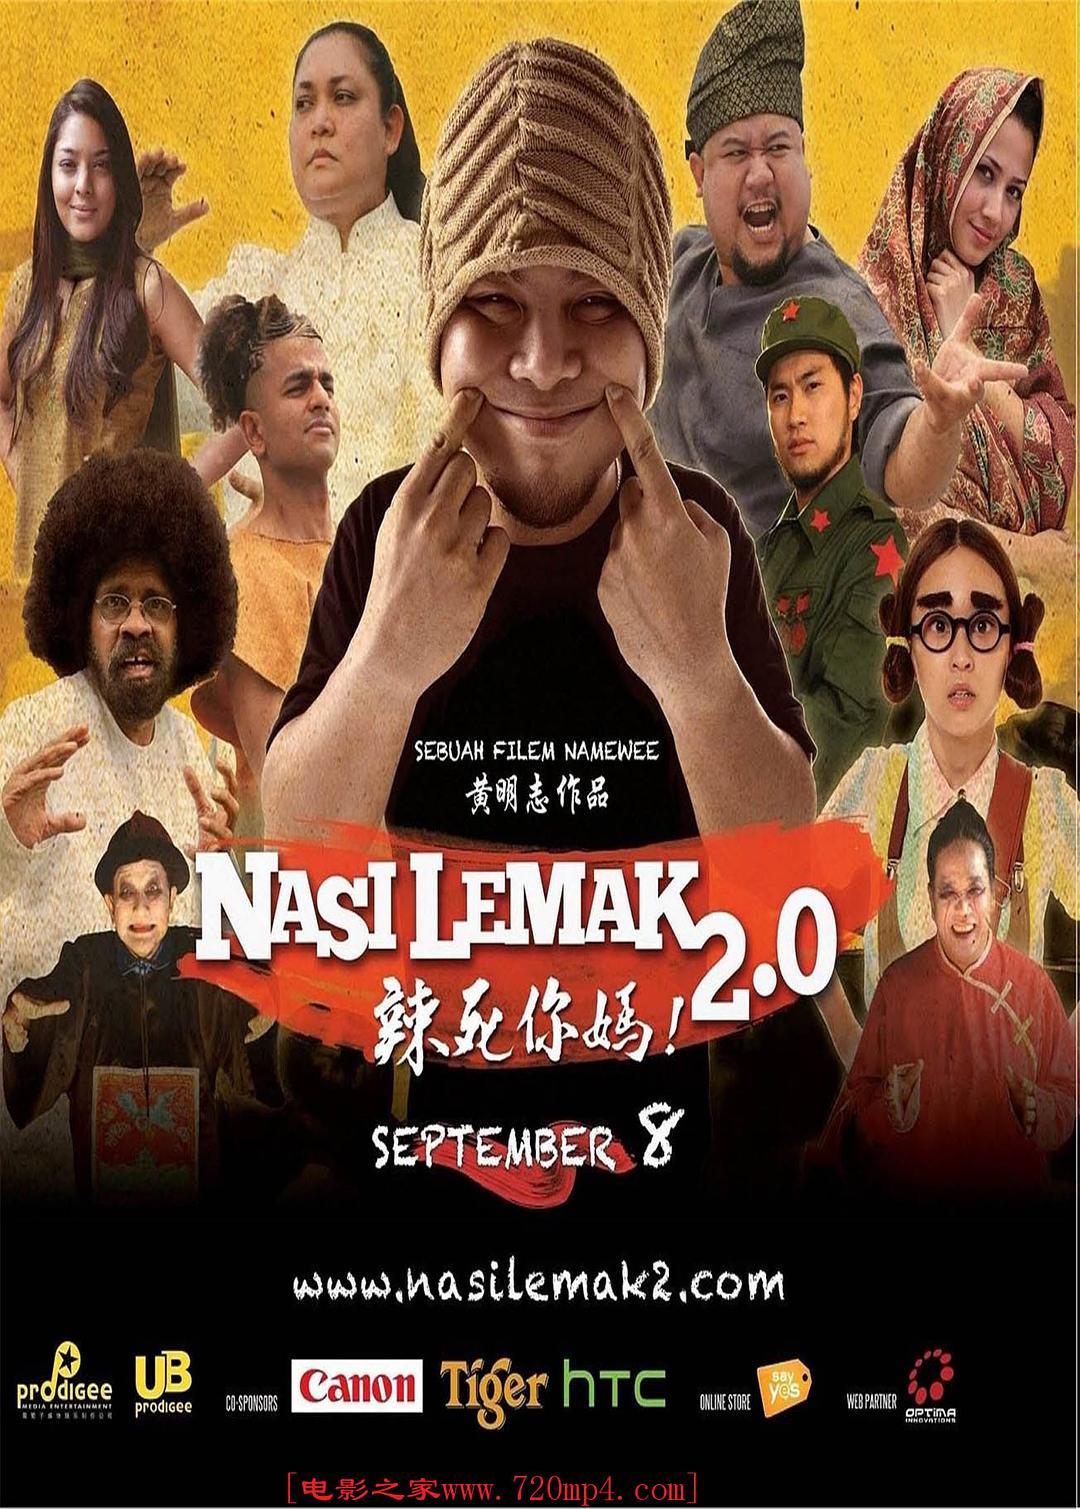 SEBUAH FILEM NAMEWEE
黄明志作品
NASI LEMAK 2.0
辣死你妈!
SEPTEMBER 8
www.nasilemak2.com
prodigee
MEDIA ENTERTAINMENT
UB
prodigee
CO-SPONSORS
Canon
Tiger
hTC
ONLINE STORE
say yes
WEB PARTNER
OPTIMA
INNOVATIONS
[电影之家www.720mp4.com]